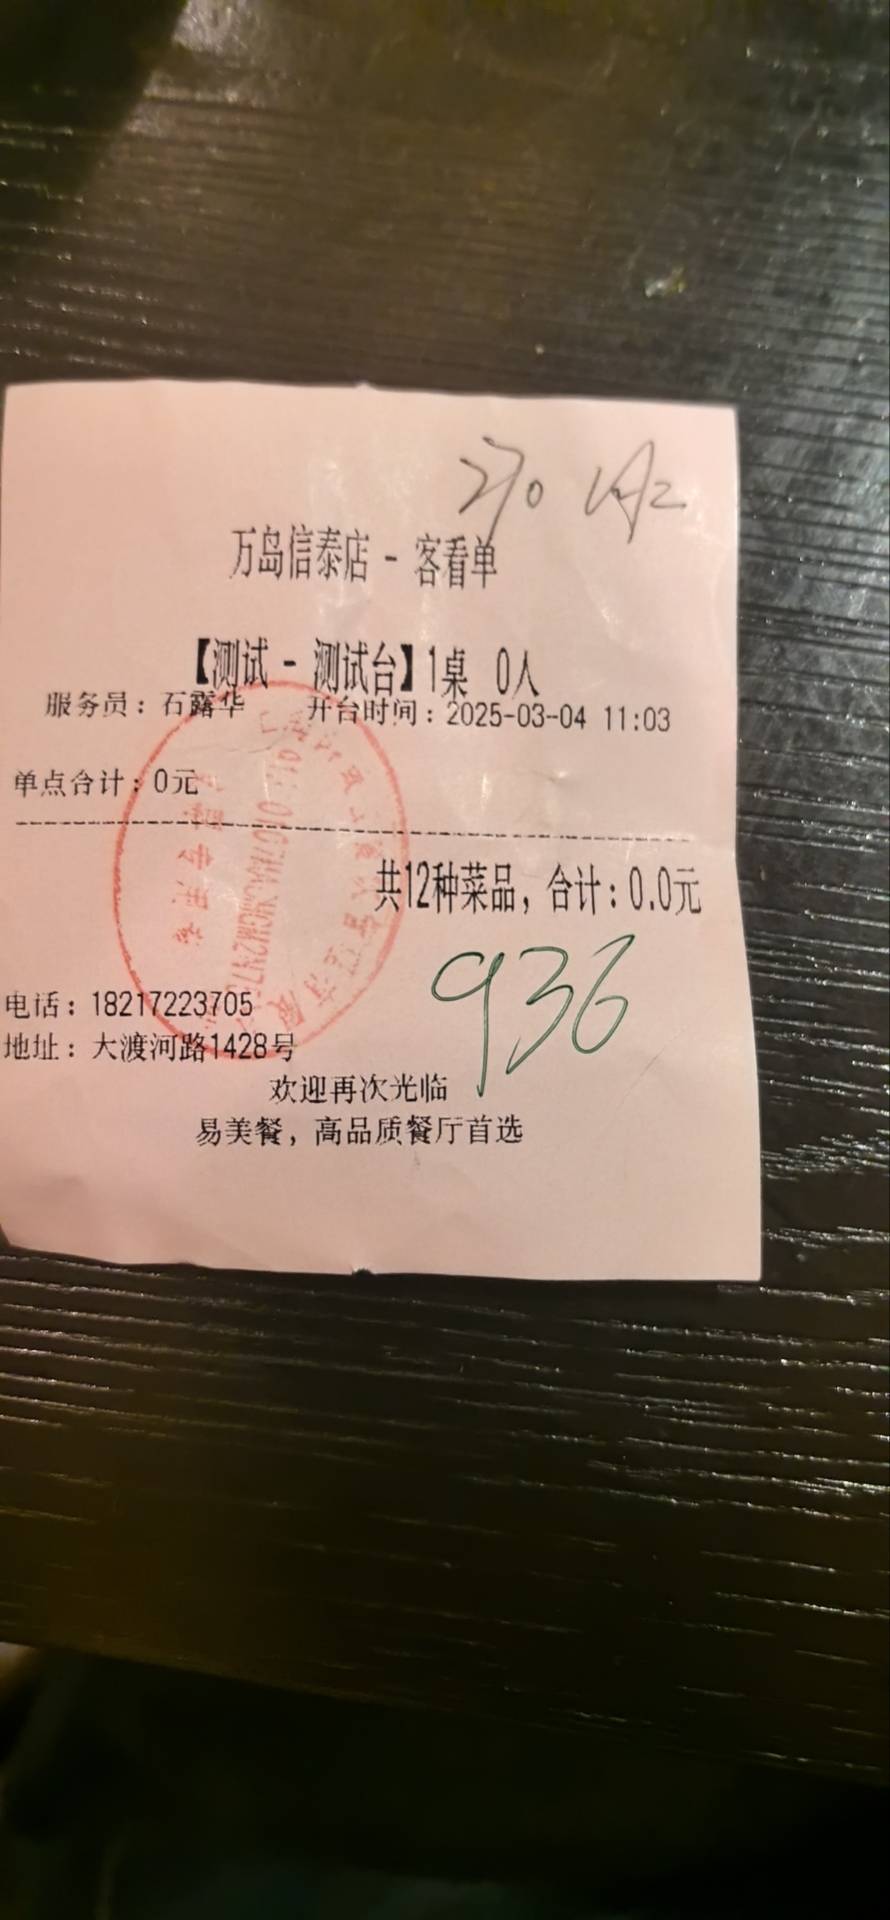 万岛信泰店 - 客看单
【测试 - 测试台】1桌 0人
服务员：石露华 开台时间：2025-03-04 11:03
单点合计：0元
共12种菜品，合计：0.0元
936
电话：18217223705
地址：大渡河路1428号
欢迎再次光临
易美餐，高品质餐厅首选